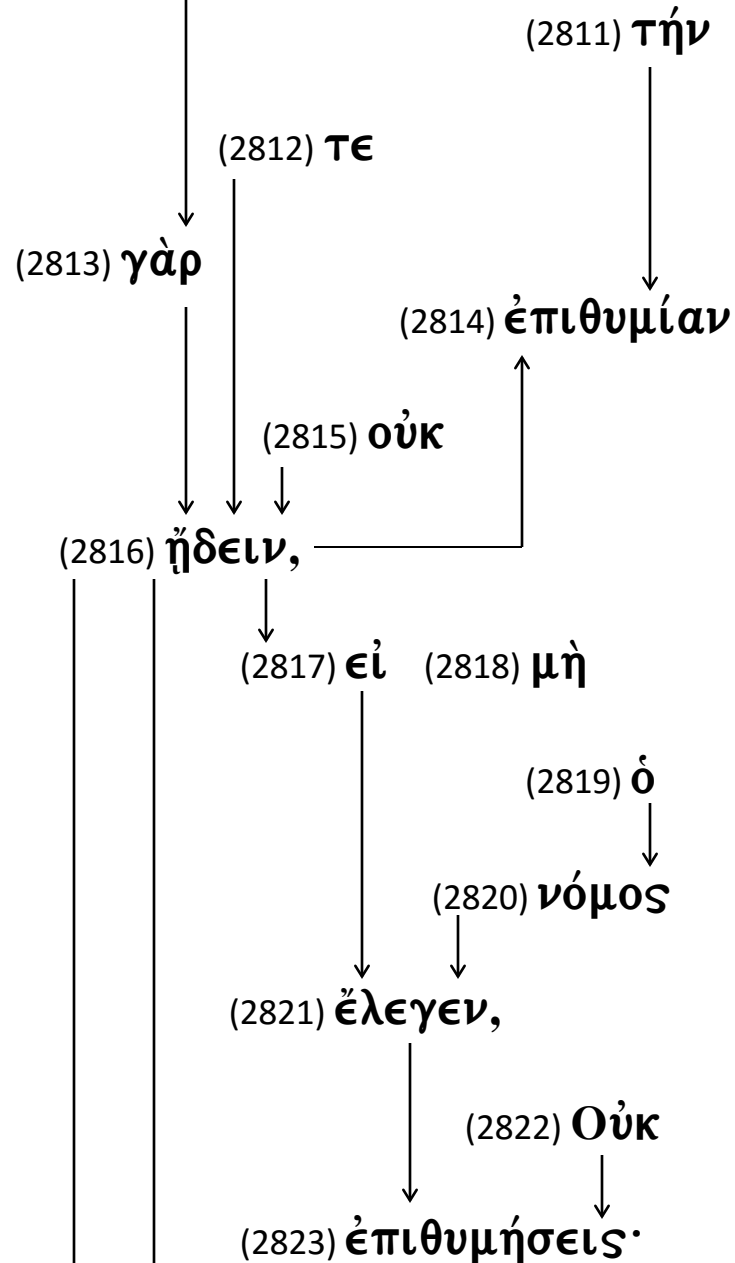 (2811) τήν
(2812) τε
(2813) γὰρ
(2814) ἐπιθυμίαν
(2815) οὐκ
(2816) ᾔδειν,
(2817) εἰ (2818) μὴ
(2819) ὁ
(2820) νόμος
(2821) ἔλεγεν,
(2822) Οὐκ
(2823) ἐπιθυμήσεις·